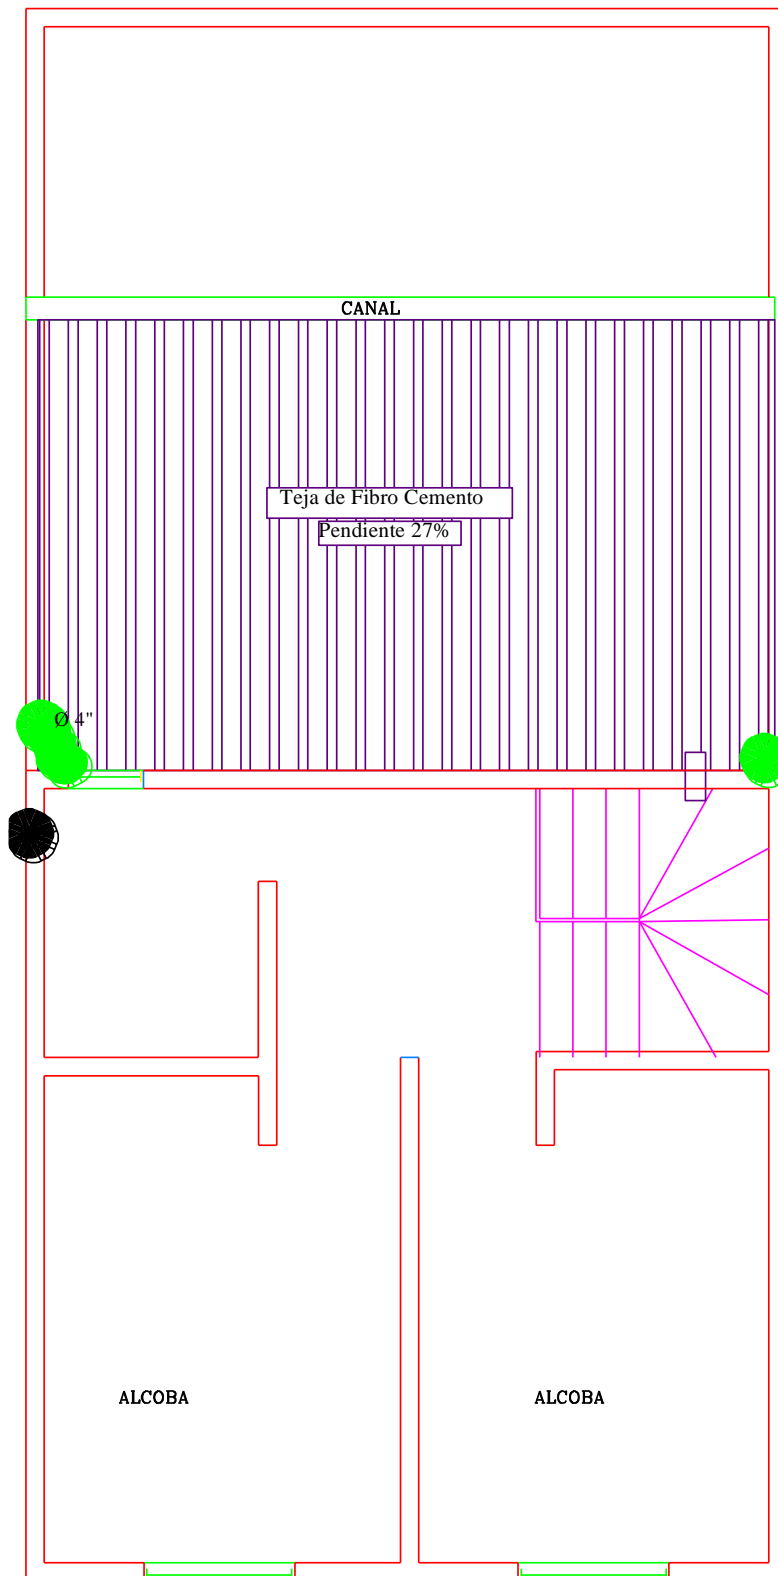 CANAL
Teja de Fibro Cemento
Pendiente 27%
Ø 4"
ALCOBA
ALCOBA